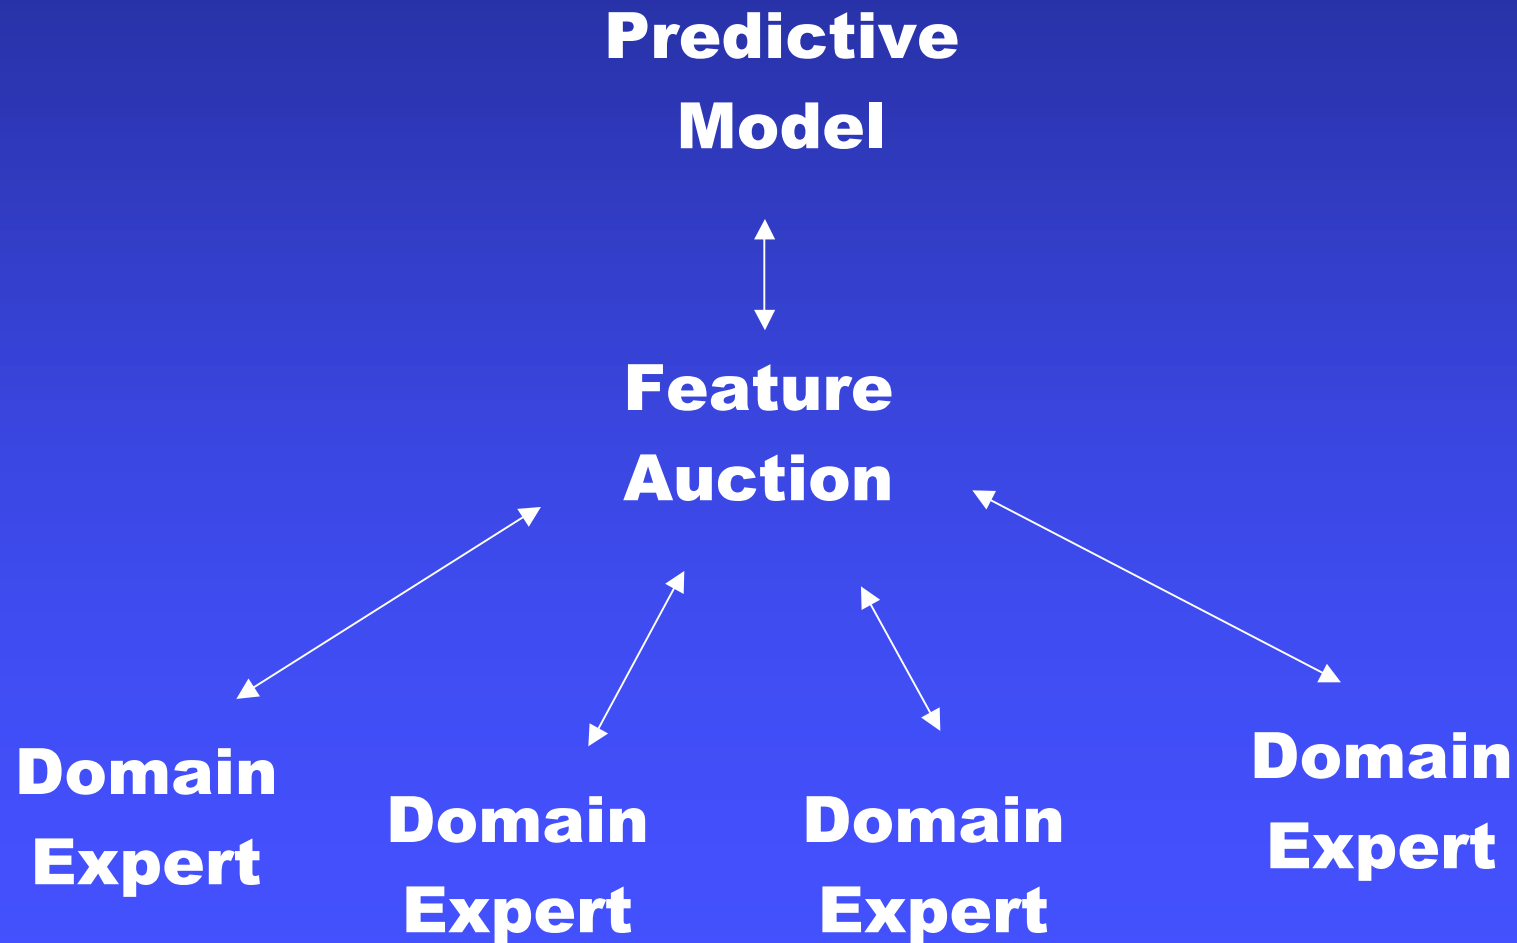 Predictive
Model
Feature
Auction
Domain
Expert
Domain
Expert
Domain
Expert
Domain
Expert